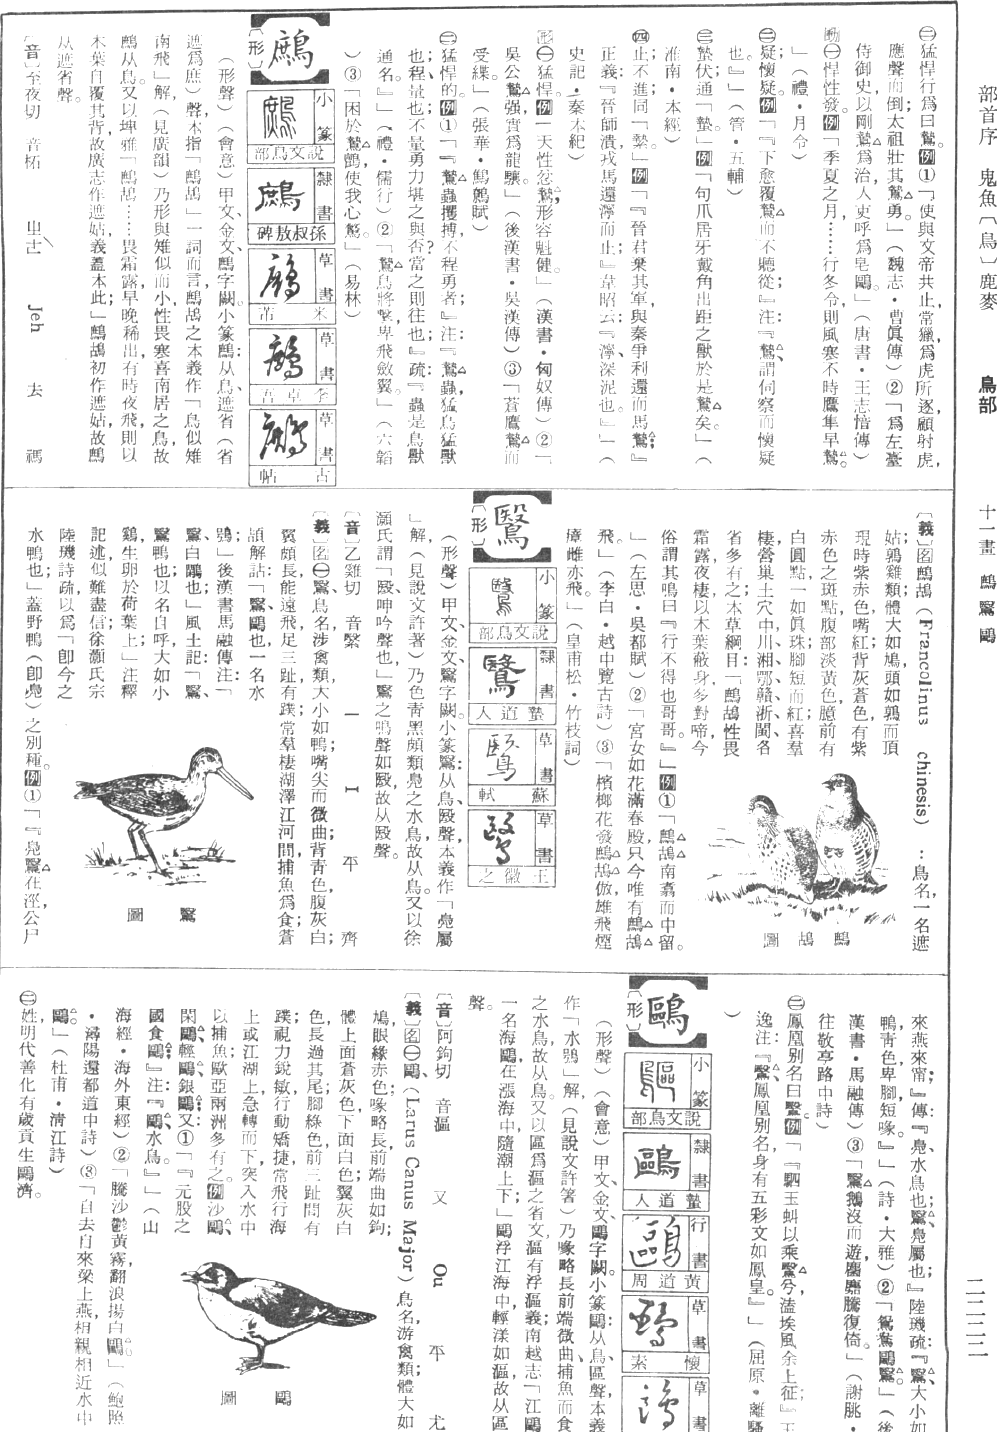 部首序　鬼魚〔鳥〕鹿麥　鳥部　十一畫　鷓鷖鷗　二二二二
㊁猛悍行爲曰鷙。例①「使與文帝共止，常獵，爲虎所逐，顧射虎，
應聲而倒；太祖壯其鷙勇。」（魏志・曹眞傳）②「爲左臺
侍御史，以剛鷙爲治，人吏呼爲皂鵰。」（唐書・王志愔傳）
動㊀悍性發。例「季夏之月，……行冬令，則風寒不時，鷹隼早鷙。
」（禮・月令）
㊁疑；懷疑。例「『下愈覆鷙而不聽從』注：『鷙，謂伺察而懷疑
也。』」（管・五輔）
㊂蟄伏；通「蟄」。例「句爪居牙戴角出距之獸，於是鷙矣。」（
淮南・本經）
㊃止；不進；同「騺」。例「『晉君棄其軍，與秦爭利，還而馬鷙；』
正義：『晉師潰，戎馬還濘而止；』韋昭云：『濘，深泥也。』」（
史記・秦本紀）
形㊀猛悍。例①「天性忿鷙，形容魁健。」（漢書・匈奴傳）②「
吳公鷙强，實爲龍驤。」（後漢書・吳漢傳）③「蒼鷹鷙而
受緤。」（張華・鷦鷯賦）
㊁猛悍的。例①「『鷙蟲攫搏，不程勇者』注：『鷙蟲，猛鳥猛獸
也；程，量也；不量勇力堪之與否？當之則往也；』疏：『蟲是鳥獸
通名。』」（禮・儒行）②「鷙鳥將擊，卑飛斂翼。」（六韜
）③「困於鷙鸇，使我心驚。」（易林）
鷓
〔形〕
小篆
說文鳥部
隸書
孫叔敖碑
草書
米芾
草書
李卓吾
草書
古帖
（形聲）（會意）甲文、金文、鷓字闕。小篆鷓：从鳥，遮省（省
遮爲庶）聲，本指「鷓鴣」一詞而言，鷓鴣之本義作「鳥似雉
南飛」解（見廣韻）乃形與雉似而小，性畏寒喜南居之鳥，故
鷓从鳥。又以埤雅「鷓鴣……畏霜露，早晚稀出，有時夜飛，則以
木葉自覆其背，故廣志作遮姑，義蓋本此；」鷓鴣初作遮姑，故鷓
从遮省聲。
〔音〕至夜切　音柘　Jeh　去　禡
〔義〕名鷓鴣（Francolinus chinesis）：鳥名，一名遮
姑，鶉雞類，體大如鳩，頭如鶉而頂
現時紫赤色，嘴紅，背灰蒼色，有紫
赤色之斑點，腹部淡黃色，臆前有
白圓點一如眞珠，腳短而紅；喜羣
棲，營巢土穴中，川湘鄂贛浙閩各
省多有之；本草綱目：「鷓鴣性畏
霜露，夜棲以木葉蔽身，多對啼，今
俗謂其鳴曰『行不得也哥哥。』」例①「鷓鴣南翥而中留。
」（左思・吳都賦）②「宮女如花滿春殿，只今唯有鷓鴣
飛。」（李白・越中覽古詩）③「檳榔花發鷓鴣，倣雄飛煙
瘴雌亦飛。」（皇甫松・竹枝詞）
鷓鴣圖
鷖
〔形〕
小篆
說文鳥部
隸書
蟄道人
草書
蘇軾
草書
王徽之
（形聲）甲文、金文、鷖字闕。小篆鷖：从鳥，殹聲，本義作「鳧屬
」解（見說文許著）乃色靑黑頗類鳧之水鳥，故从鳥。又以徐
灝氏謂「殹，呻吟聲也，」鷖之鳴聲如殹，故从殹聲。
〔音〕乙雞切　音繄　I　平　齊
〔義〕名㊀鷖：鳥名，涉禽類，大小如鴨，嘴尖而微曲，背靑色，腹灰白，
翼頗長能遠飛，足三趾，有蹼，常羣棲湖澤江河間，捕魚爲食；蒼
頡解詁：「鷖，鷗也，一名水
鴞；」後漢書馬融傳注：「
鷖，白鷗也；」風土記：「鷖，
鷖鴨也，以名自呼，大如小
雞，生卵於荷葉上；」注釋
記述似難盡信；徐灝氏宗
陸璣詩疏以爲「卽今之
水鴨也；」蓋野鴨（卽鳧）之別種。例①「『鳧鷖在涇，公尸
鷖圖
來燕來甯；』傳：『鳧，水鳥也；鷖，鳧屬也；』陸璣疏：『鷖，大小如
鴨，靑色，卑腳，短喙。』」（詩・大雅）②「鴛鴦鷗鷖。」（後
漢書・馬融傳）③「鷖鵝沒而遊，麏麚騰復倚。」（謝朓・
往敬亭路中詩）
㊁鳳凰別名曰鷖。例「『駟玉虯以乘鷖兮，溘埃風余上征；』王
逸注：『鷖，鳳凰別名，身有五彩文如鳳皇。』」（屈原・離騷
）
鷗
〔形〕
小篆
說文鳥部
隸書
蟄道人
行書
黃道周
草書
懷素
草書
（形聲）（會意）甲文、金文、鷗字闕。小篆鷗：从鳥，區聲，本義
作「水鴞」解（見說文許箸）乃喙略長前端微曲，捕魚而食
之水鳥，故从鳥。又以區爲漚之省文，漚有浮漚義，南越志「江鷗
一名海鷗，在漲海中，隨潮上下，」鷗浮江海中，輕漾如漚，故从區
聲。
〔音〕阿鉤切　音漚　又　Ou　平　尤
〔義〕名㊀鷗（Larus Canus Major）鳥名，游禽類，體大如
鳩，眼綠赤色，喙略長，前端曲如鉤；
體上面蒼灰色，下面白色；翼灰白
色，長過其尾；腳綠色，前三趾間有
蹼；視力銳敏，行動矯捷，常飛行海
上或江湖上，急轉而下，突入水中
以捕魚；歐亞兩洲多有之。例沙鷗、
閑鷗、輕鷗、銀鷗；又①「『元股之
國食鷗；』注：『鷗，水鳥。』」（山
海經・海外東經）②「騰沙鬱黃霧，翻浪揚白鷗。」（鮑照
・潯陽還都道中詩）③「自去自來梁上燕，相親相近水中
鷗。」（杜甫・淸江詩）
㊁姓，明代善化有歲貢生鷗濟。
鷗圖